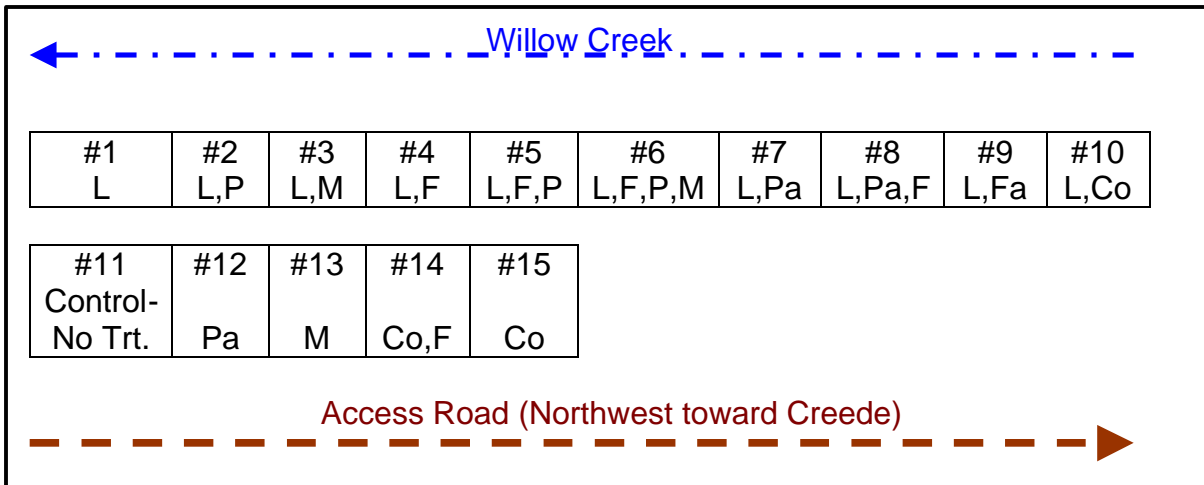 Willow Creek
#1 #2 #3 #4 #5 #6 #7 #8 #9 #10
L L,P L,M L,F L,F,P L,F,P,M L,Pa L,Pa,F L,Fa L,Co
#11 #12 #13 #14 #15
Control-
No Trt. Pa M Co,F Co
Access Road (Northwest toward Creede)